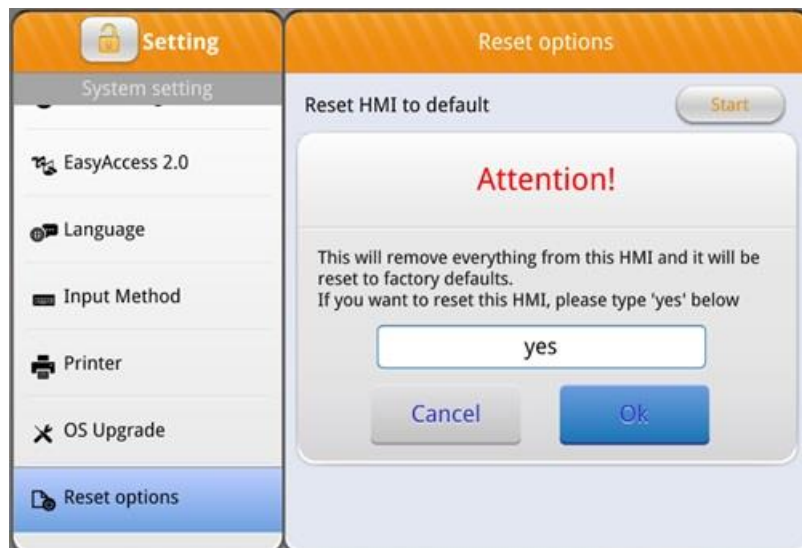 Setting
System setting
EasyAccess 2.0
Language
Input Method
Printer
OS Upgrade
Reset options
Reset options
Reset HMI to default
Start
Attention!
This will remove everything from this HMI and it will be
reset to factory defaults.
If you want to reset this HMI, please type 'yes' below
yes
Cancel
Ok